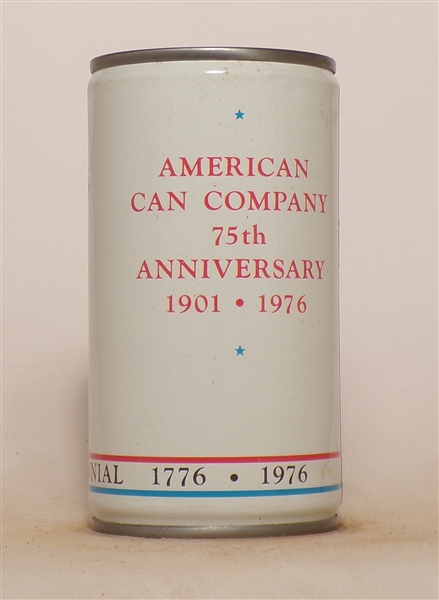 AMERICAN
CAN COMPANY
75th
ANNIVERSARY
1901 • 1976
NIAL 1776 • 1976